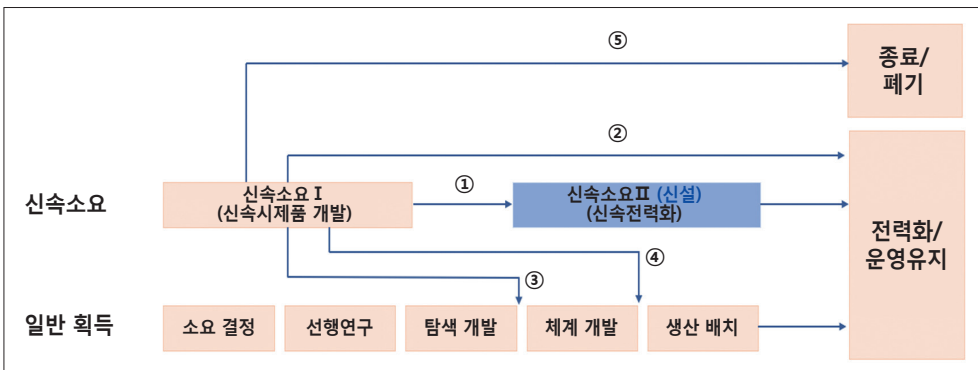 ⑤
종료/
폐기
②
신속소요
신속소요Ⅰ
(신속시제품 개발)
①
신속소요Ⅱ (신설)
(신속전력화)
전력화/
운영유지
③
④
일반 획득
소요 결정
선행연구
탐색 개발
체계 개발
생산 배치